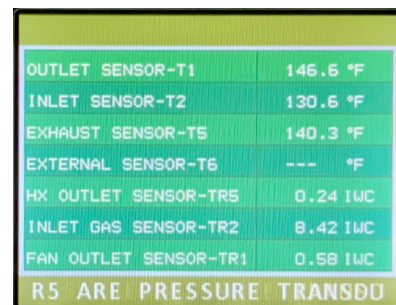 OUTLET SENSOR-T1 146.6 °F
INLET SENSOR-T2 130.6 °F
EXHAUST SENSOR-T5 140.3 °F
EXTERNAL SENSOR-T6 --- °F
HX OUTLET SENSOR-TR5 0.24 IWC
INLET GAS SENSOR-TR2 8.42 IWC
FAN OUTLET SENSOR-TR1 0.58 IWC
R5 ARE PRESSURE TRANSDU